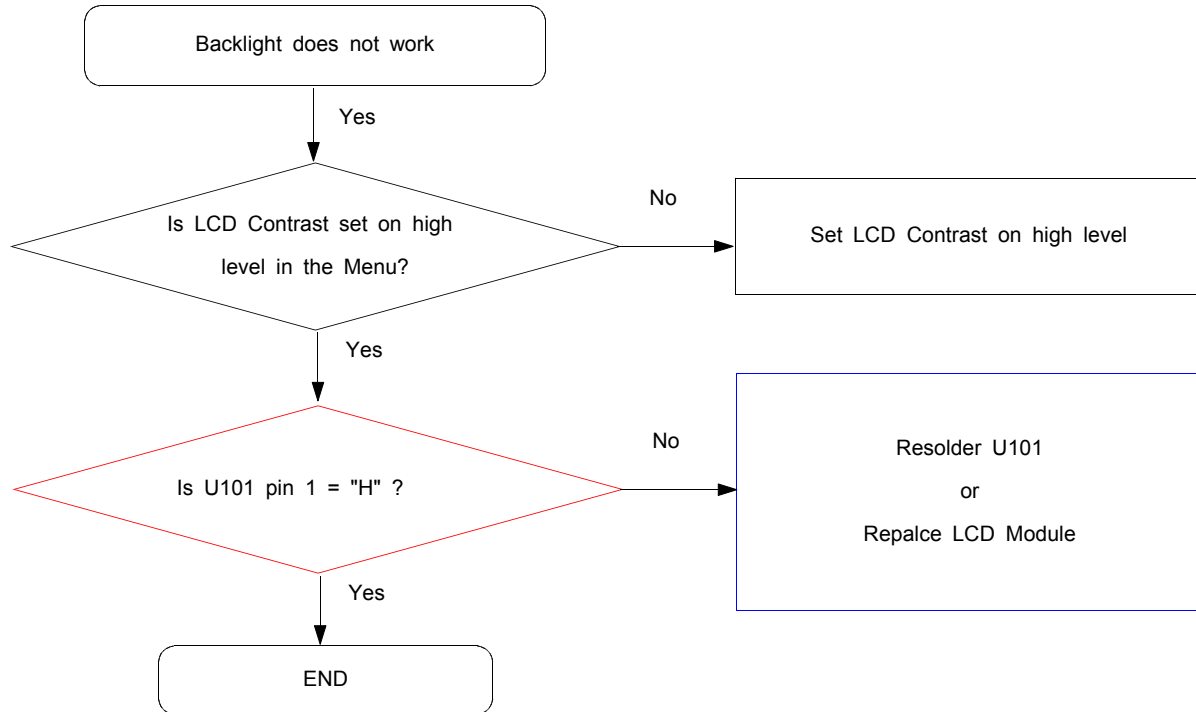 Backlight does not work
Yes
Is LCD Contrast set on high
level in the Menu?
No
Set LCD Contrast on high level
Yes
Is U101 pin 1 = "H" ?
No
Resolder U101
or
Repalce LCD Module
Yes
END